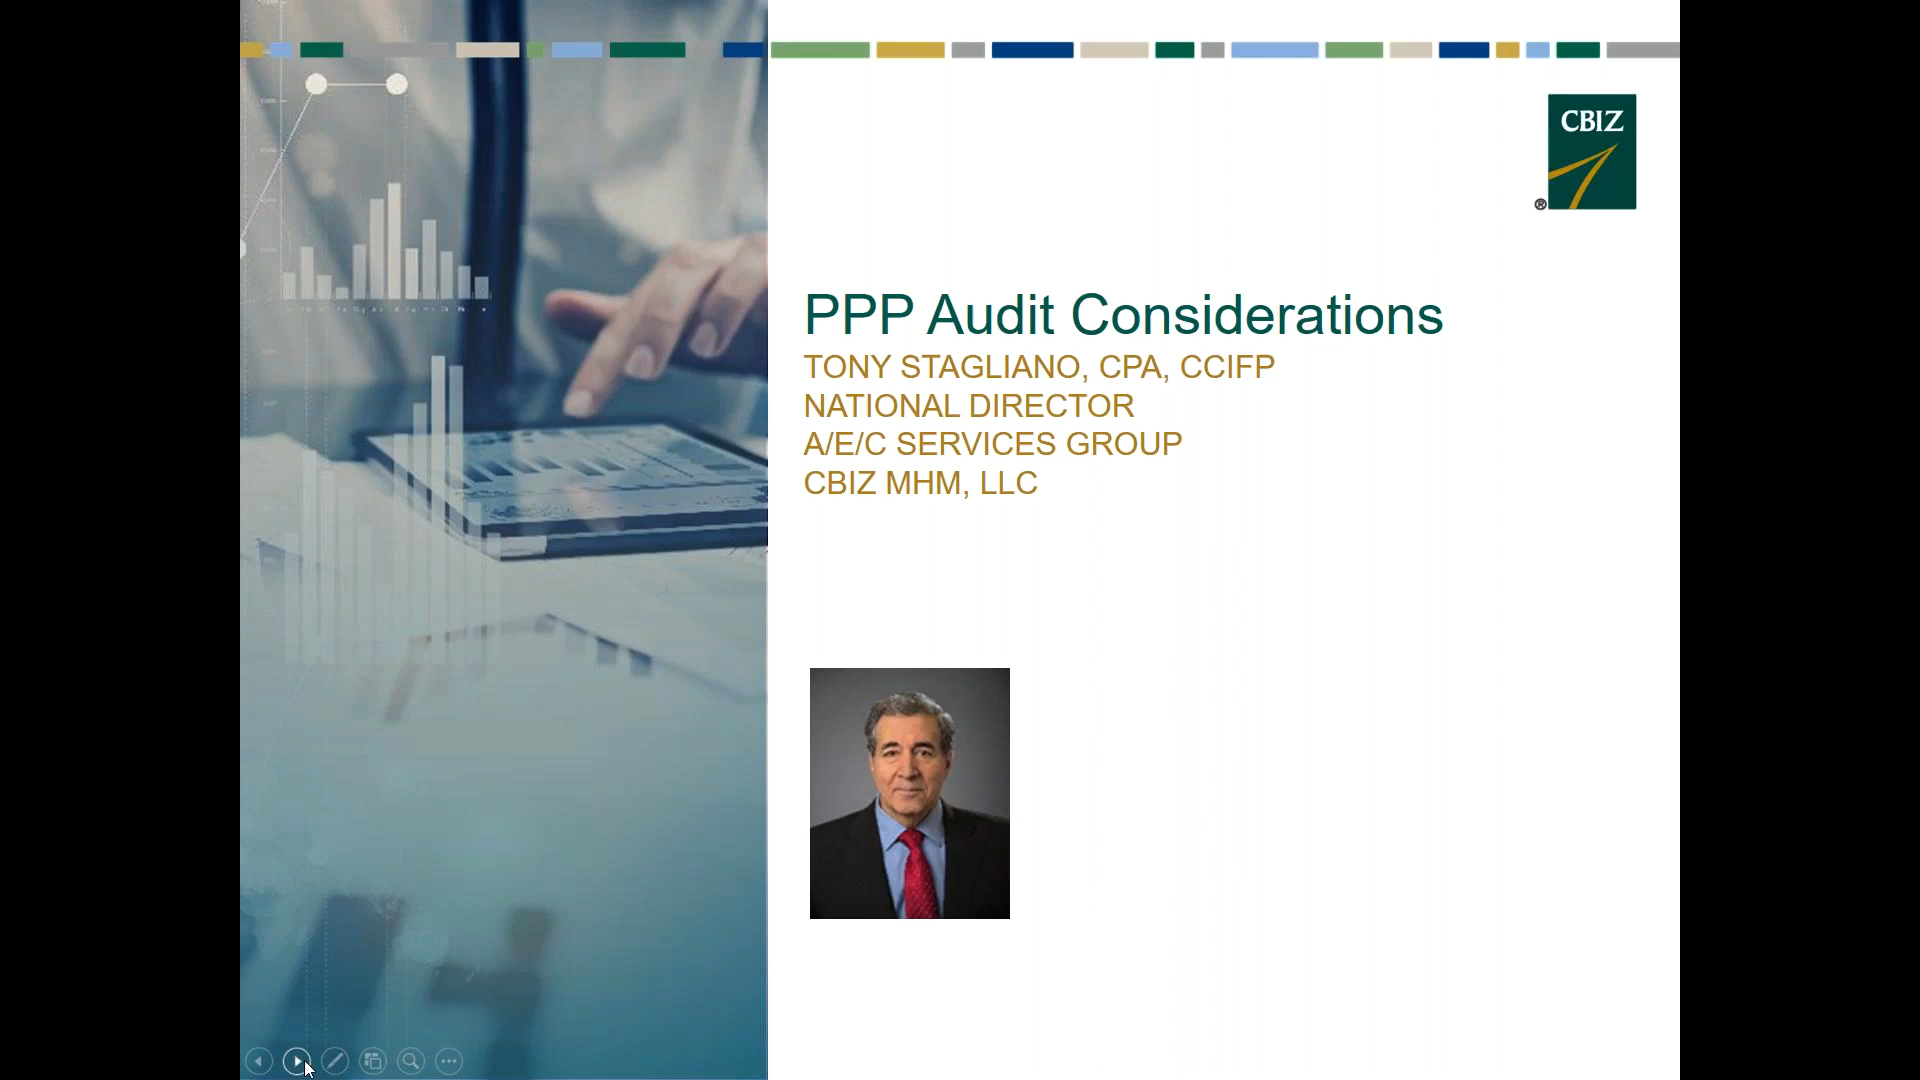 CBIZ
®
PPP Audit Considerations
TONY STAGLIANO, CPA, CCIFP
NATIONAL DIRECTOR
A/E/C SERVICES GROUP
CBIZ MHM, LLC